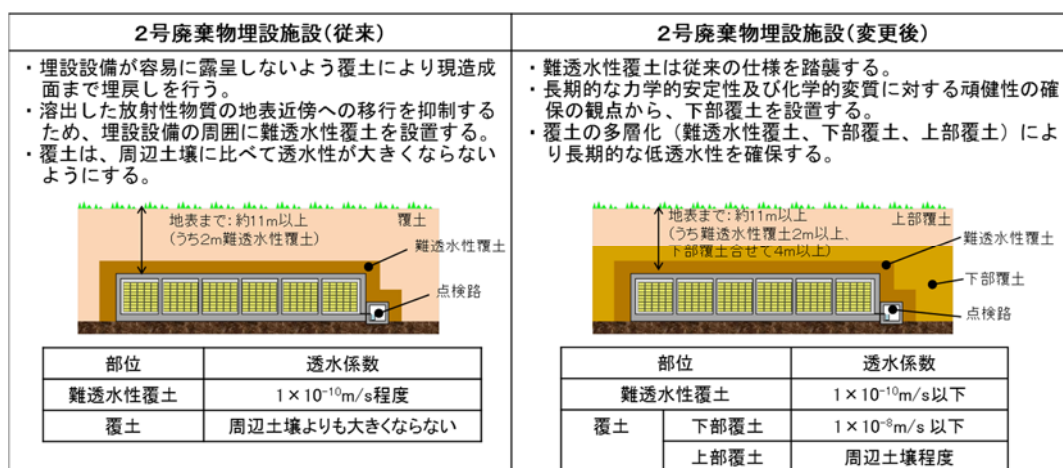 2号廃棄物埋設施設(従来)
・埋設設備が容易に露呈しないよう覆土により現造成
面まで埋戻しを行う。
・溶出した放射性物質の地表近傍への移行を抑制する
ため、埋設設備の周囲に難透水性覆土を設置する。
・覆土は、周辺土壌に比べて透水性が大きくならない
ようにする。
地表まで：約11m以上
(うち2m難透水性覆土)
覆土
難透水性覆土
点検路
部位 透水係数
難透水性覆土 1×10⁻¹⁰m/s程度
覆土 周辺土壌よりも大きくならない
2号廃棄物埋設施設(変更後)
・難透水性覆土は従来の仕様を踏襲する。
・長期的な力学的安定性及び化学的変質に対する頑健性の確
保の観点から、下部覆土を設置する。
・覆土の多層化（難透水性覆土、下部覆土、上部覆土）によ
り長期的な低透水性を確保する。
地表まで：約11m以上
(うち難透水性覆土2m以上、
下部覆土合せて4m以上)
上部覆土
難透水性覆土
下部覆土
点検路
部位 透水係数
難透水性覆土 1×10⁻¹⁰m/s以下
覆土 下部覆土 1×10⁻⁸m/s 以下
上部覆土 周辺土壌程度